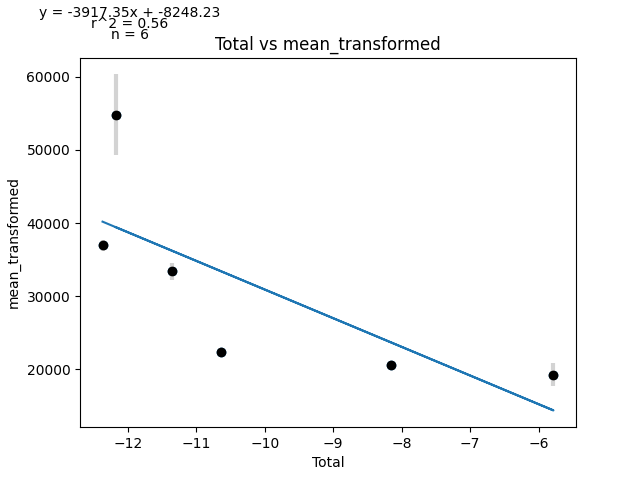 y = -3917.35x + -8248.23
r^2 = 0.56
n = 6
Total vs mean_transformed
60000
50000
40000
30000
20000
mean_transformed
−12
−11
−10
−9
−8
−7
−6
Total